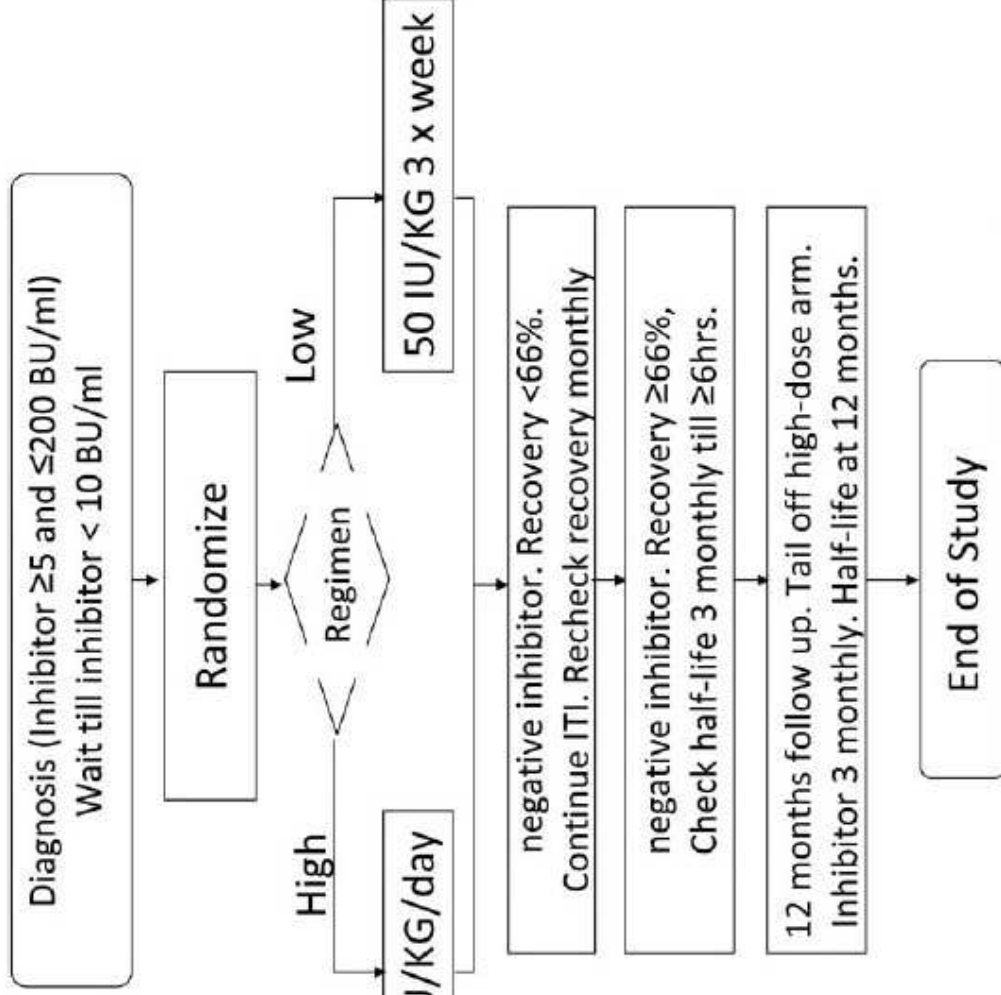 Diagnosis (Inhibitor ≥5 and ≤200 BU/ml)
Wait till inhibitor < 10 BU/ml
Randomize
Regimen
High
Low
/KG/day
50 IU/KG 3 x week
negative inhibitor. Recovery <66%.
Continue ITI. Recheck recovery monthly
negative inhibitor. Recovery ≥66%,
Check half-life 3 monthly till ≥6hrs.
12 months follow up. Tail off high-dose arm.
Inhibitor 3 monthly. Half-life at 12 months.
End of Study